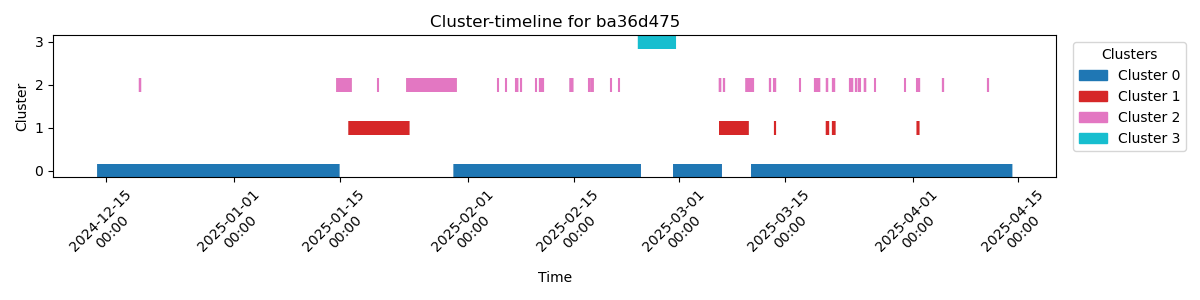 Cluster-timeline for ba36d475
Cluster
3
2
1
0
2024-12-15
00:00
2025-01-01
00:00
2025-01-15
00:00
2025-02-01
00:00
2025-02-15
00:00
2025-03-01
00:00
2025-03-15
00:00
2025-04-01
00:00
2025-04-15
00:00
Time
Clusters
Cluster 0
Cluster 1
Cluster 2
Cluster 3